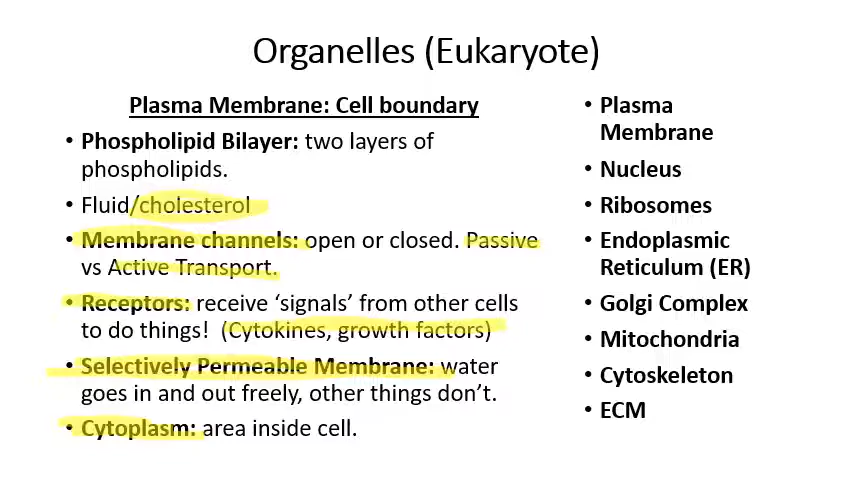 Organelles (Eukaryote)
Plasma Membrane: Cell boundary
• Phospholipid Bilayer: two layers of
phospholipids.
• Fluid/cholesterol
• Membrane channels: open or closed. Passive
vs Active Transport.
• Receptors: receive ‘signals’ from other cells
to do things!  (Cytokines, growth factors)
• Selectively Permeable Membrane: water
goes in and out freely, other things don’t.
• Cytoplasm: area inside cell.
• Plasma
Membrane
• Nucleus
• Ribosomes
• Endoplasmic
Reticulum (ER)
• Golgi Complex
• Mitochondria
• Cytoskeleton
• ECM